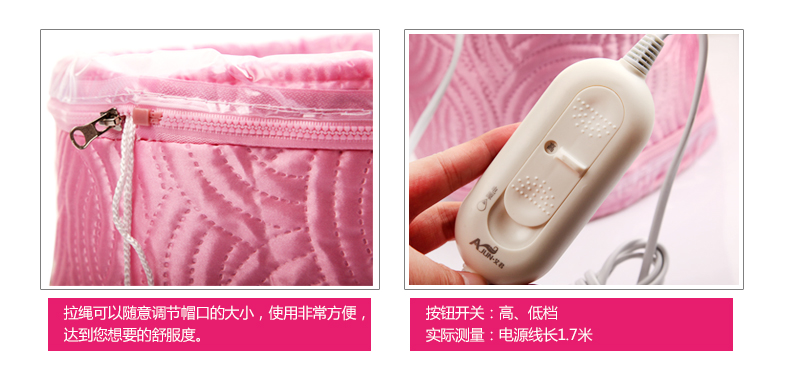 拉绳可以随意调节帽口的大小，使用非常方便，
达到您想要的舒服度。
按钮开关：高、低档
实际测量：电源线长1.7米